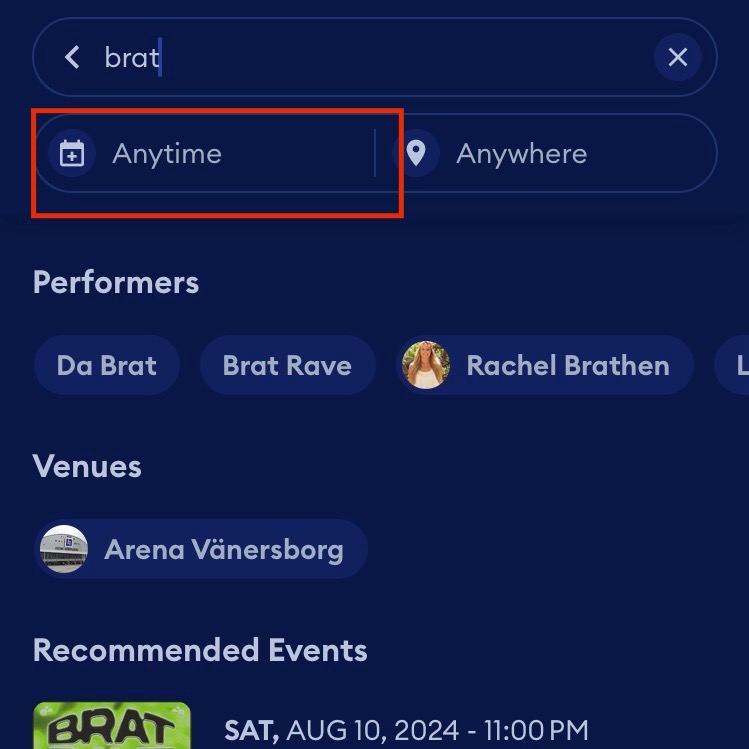 brat
Anytime Anywhere
Performers
Da Brat Brat Rave Rachel Brathen L
Venues
Arena Vänersborg
Recommended Events
BRAT
SAT, AUG 10, 2024 - 11:00 PM